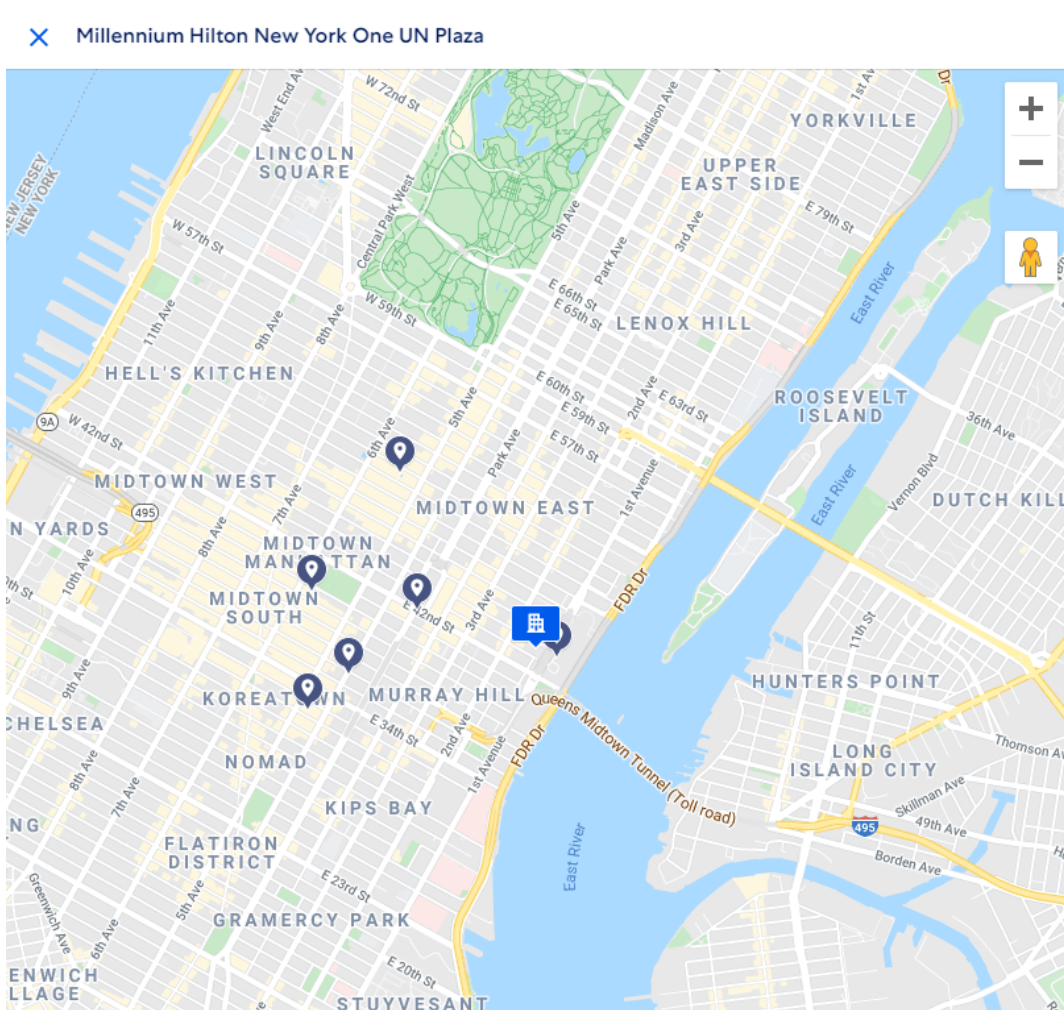 Millennium Hilton New York One UN Plaza
W 72nd St
West End Av
Madison Ave
1st Av
Dr
YORKVILLE
LINCOLN
SQUARE
UPPER
EAST SIDE
NEW JERSEY
NEW YORK
Central Park West
5th Ave
E 79th St
3rd Ave
W 57th St
Park Ave
East River
E 66th St
E 65th St
W 59th St
11th Ave
9th Ave
8th Ave
LENOX HILL
HELL'S KITCHEN
E 60th St
E 59th St
E 57th St
2nd Ave
E 63rd St
ROOSEVELT
ISLAND
36th Ave
9A
W 42nd St
6th Ave
5th Ave
Park Ave
MIDTOWN WEST
495
7th Ave
8th Ave
MIDTOWN EAST
1st Avenue
East River
Vernon Blvd
DUTCH KILL
N YARDS
10th Ave
0th St
MIDTOWN
MANHATTAN
MIDTOWN
SOUTH
E 42nd St
3rd Ave
FDR Dr
11th St
9th Ave
KOREATOWN
MURRAY HILL
Queens Midtown Tunnel (Toll road)
HUNTERS POINT
CHELSEA
E 34th St
2nd Ave
1st Avenue
FDR Dr
NOMAD
8th Ave
7th Ave
LONG
ISLAND CITY
Thomson Av
Skillman Ave
KIPS BAY
495
49th Ave
Borden Ave
NG
FLATIRON
DISTRICT
East River
E 23rd St
Greenwich Ave
5th Ave
6th Ave
GRAMERCY PARK
E 20th St
ENWICH
LLAGE
STUYVESANT